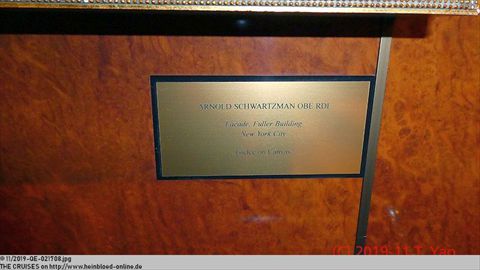 ARNOLD SCHWARTZMAN OBE RDI
Facade, Fuller Building
New York City
Giclee on Canvas
(C) 2019-11 T. Yan
© 11/2019-QE-021708.jpg
THE CRUISES on http://www.heinbloed-online.de